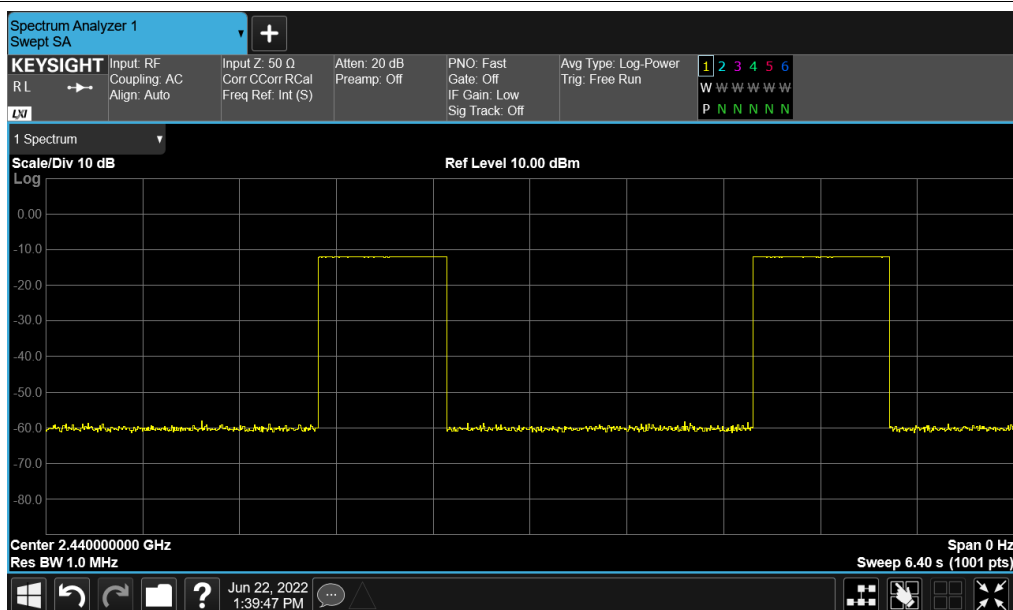 Spectrum Analyzer 1
Swept SA
KEYSIGHT
R L
LXI
Input: RF
Coupling: AC
Align: Auto
Input Z: 50 Ω
Corr CCorr RCal
Freq Ref: Int (S)
Atten: 20 dB
Preamp: Off
PNO: Fast
Gate: Off
IF Gain: Low
Sig Track: Off
Avg Type: Log-Power
Trig: Free Run
1 2 3 4 5 6
W W W W W W
P N N N N N
1 Spectrum
Scale/Div 10 dB
Ref Level 10.00 dBm
Log
0.00
-10.0
-20.0
-30.0
-40.0
-50.0
-60.0
-70.0
-80.0
Center 2.440000000 GHz
Span 0 Hz
Res BW 1.0 MHz
Sweep 6.40 s (1001 pts)
?
Jun 22, 2022
1:39:47 PM